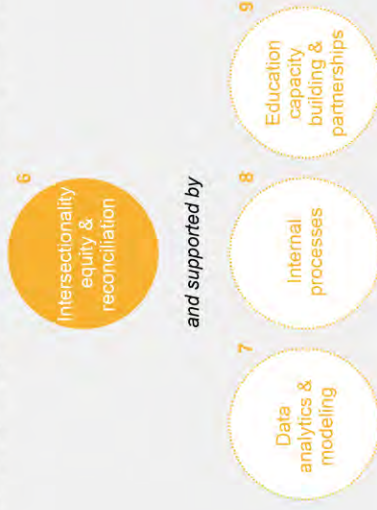 6
Intersectionality
equity &
reconciliation
and supported by
7
Data
analytics &
modeling
8
Internal
processes
9
Education
capacity
building &
partnerships